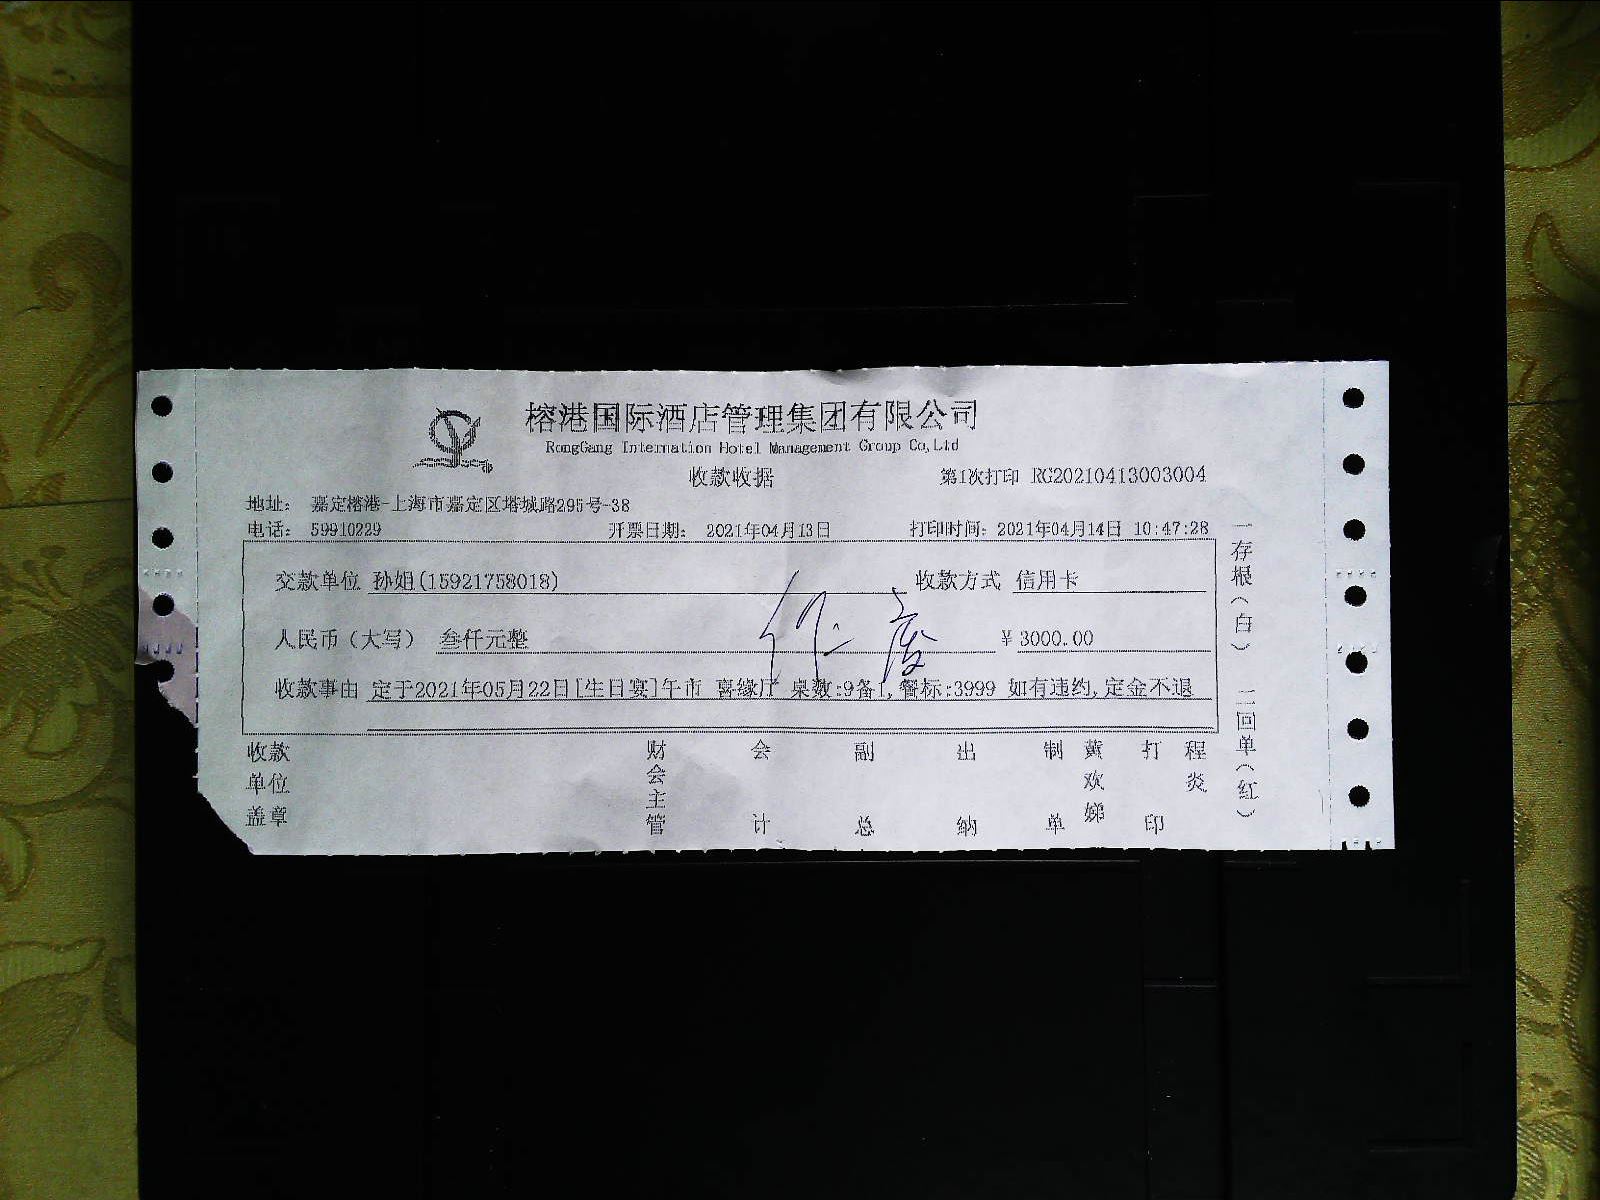 榕港国际酒店管理集团有限公司
RongGang Internation Hotel Management Group Co,Ltd
收款收据
第1次打印 RG20210413003004
地址： 嘉定榕港-上海市嘉定区塔城路295号-38
电话： 59910229 开票日期： 2021年04月13日 打印时间：2021年04月14日 10:47:28
交款单位 孙姐(15921758018) 收款方式 信用卡
人民币（大写） 叁仟元整 ¥ 3000.00
作废
收款事由 定于2021年05月22日[生日宴]午市 喜缘厅 桌数:9备1,餐标:3999 如有违约,定金不退
收款单位盖章 财会主管 会计 副总 出纳 制单 黄欢娣 打印 程炎
一存根（白） 二回单（红）